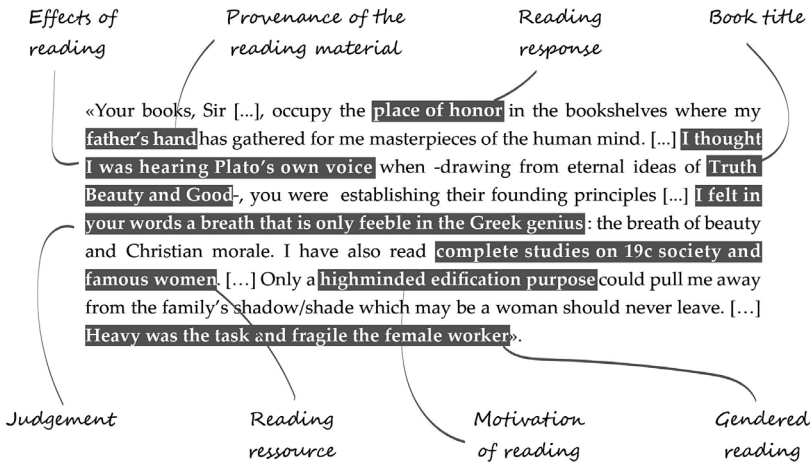 Effects of
reading
Provenance of the
reading material
Reading
response
Book title
«Your books, Sir [...], occupy the place of honor in the bookshelves where my
father's hand has gathered for me masterpieces of the human mind. [...] I thought
I was hearing Plato's own voice when -drawing from eternal ideas of Truth
Beauty and Good-, you were establishing their founding principles [...] I felt in
your words a breath that is only feeble in the Greek genius: the breath of beauty
and Christian morale. I have also read complete studies on 19c society and
famous women. [...] Only a highminded edification purpose could pull me away
from the family's shadow/shade which may be a woman should never leave. [...]
Heavy was the task and fragile the female worker».
Judgement
Reading
ressource
Motivation
of reading
Gendered
reading